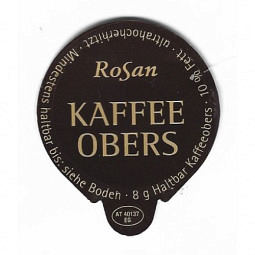 RoSan
KAFFEE
OBERS
Mindestens haltbar bis: siehe Boden · 8 g Haltbar Kaffeeobers · 10 % Fett · ultrahocherhitzt ·
AT 40137
EG